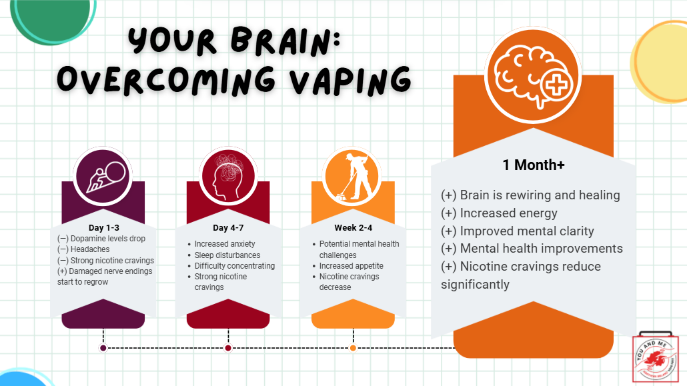 YOUR BRAIN:
OVERCOMING VAPING
Day 1-3
(—) Dopamine levels drop
(—) Headaches
(—) Strong nicotine cravings
(+) Damaged nerve endings
start to regrow
Day 4-7
• Increased anxiety
• Sleep disturbances
• Difficulty concentrating
• Strong nicotine
cravings
Week 2-4
• Potential mental health
challenges
• Increased appetite
• Nicotine cravings
decrease
1 Month+
(+) Brain is rewiring and healing
(+) Increased energy
(+) Improved mental clarity
(+) Mental health improvements
(+) Nicotine cravings reduce
significantly
YOU AND ME